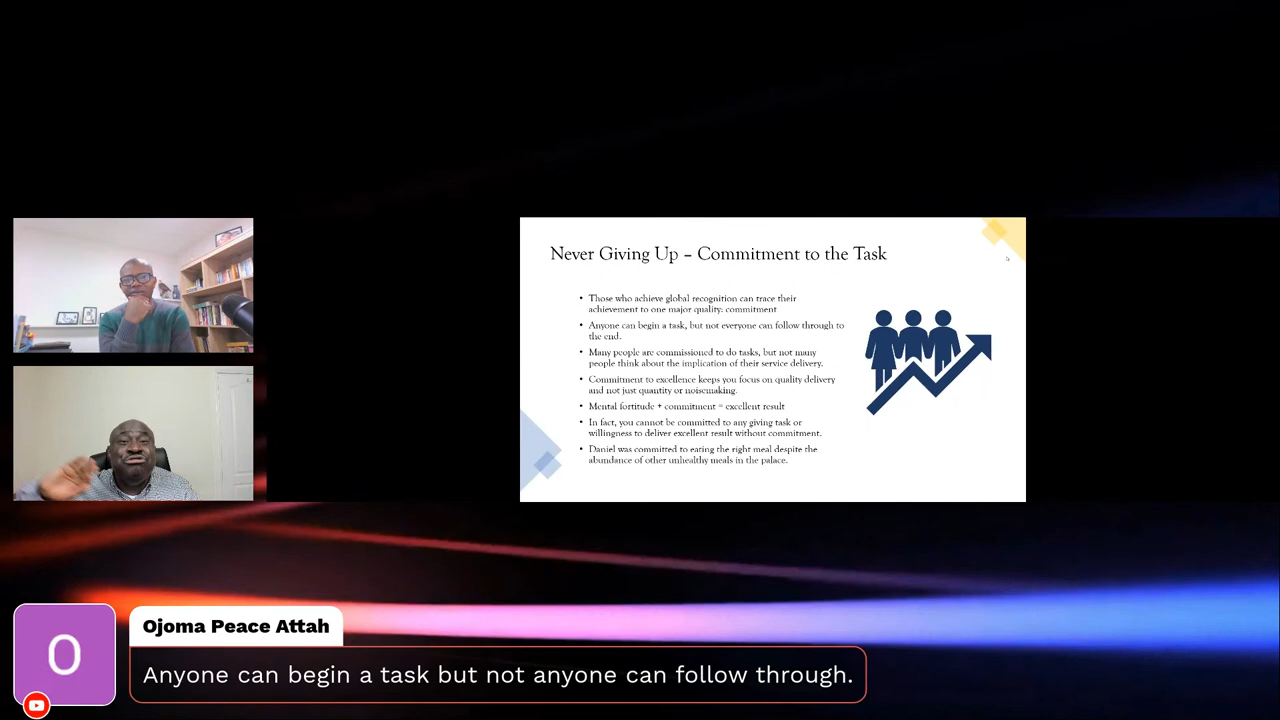 Never Giving Up – Commitment to the Task
• Those who achieve global recognition can trace their
achievement to one major quality: commitment
• Anyone can begin a task, but not everyone can follow through to
the end.
• Many people are commissioned to do tasks, but not many
people think about the implication of their service delivery.
• Commitment to excellence keeps you focus on quality delivery
and not just quantity or noisemaking.
• Mental fortitude + commitment = excellent result
• In fact, you cannot be committed to any giving task or
willingness to deliver excellent result without commitment.
• Daniel was committed to eating the right meal despite the
abundance of other unhealthy meals in the palace.
O
Ojoma Peace Attah
Anyone can begin a task but not anyone can follow through.